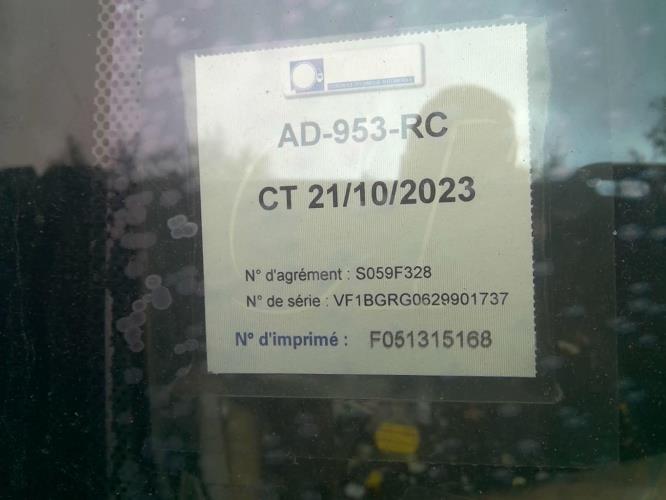 AD-953-RC
CT 21/10/2023
N° d'agrément : S059F328
N° de série : VF1BGRG0629901737
N° d'imprimé : F051315168